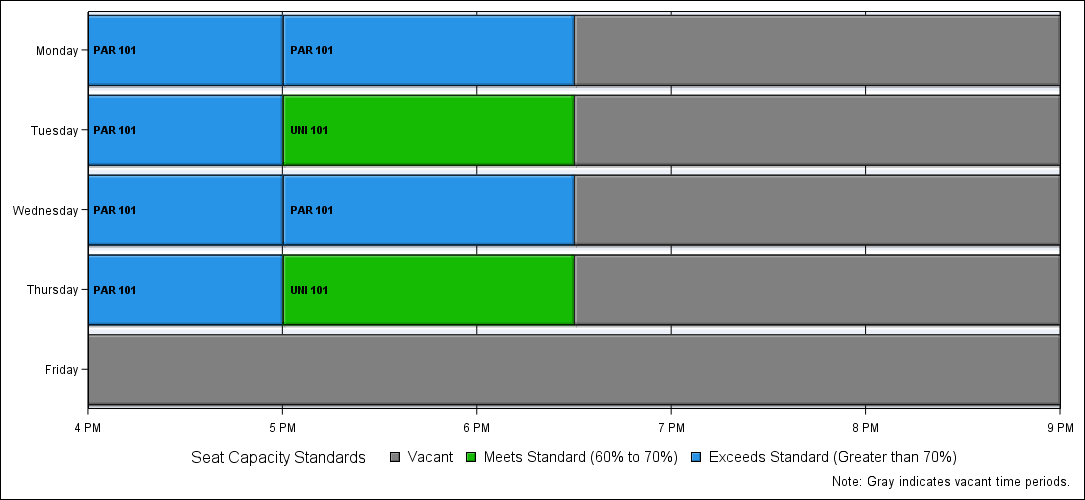 Monday PAR 101 PAR 101
Tuesday PAR 101 UNI 101
Wednesday PAR 101 PAR 101
Thursday PAR 101 UNI 101
Friday
4 PM 5 PM 6 PM 7 PM 8 PM 9 PM
Seat Capacity Standards Vacant Meets Standard (60% to 70%) Exceeds Standard (Greater than 70%)
Note: Gray indicates vacant time periods.